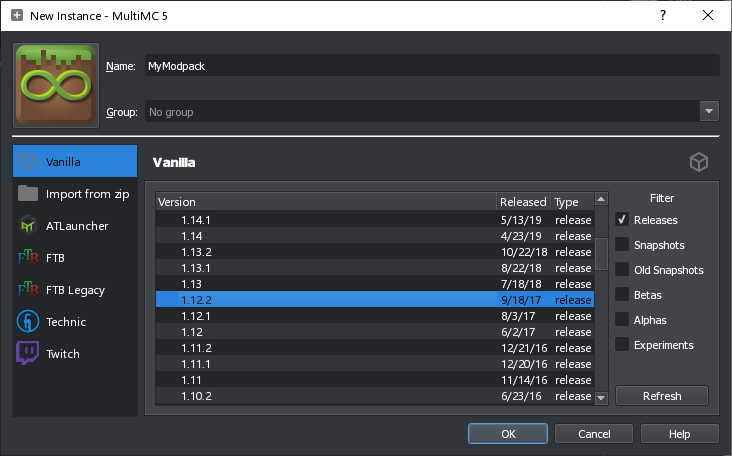 New Instance - MultiMC 5
Name: MyModpack
Group: No group
Vanilla
Import from zip
ATLauncher
FTB
FTB Legacy
Technic
Twitch
Vanilla
Version Released Type
1.14.1 5/13/19 release
1.14 4/23/19 release
1.13.2 10/22/18 release
1.13.1 8/22/18 release
1.13 7/18/18 release
1.12.2 9/18/17 release
1.12.1 8/3/17 release
1.12 6/2/17 release
1.11.2 12/21/16 release
1.11.1 12/20/16 release
1.11 11/14/16 release
1.10.2 6/23/16 release
Filter
Releases
Snapshots
Old Snapshots
Betas
Alphas
Experiments
Refresh
OK Cancel Help